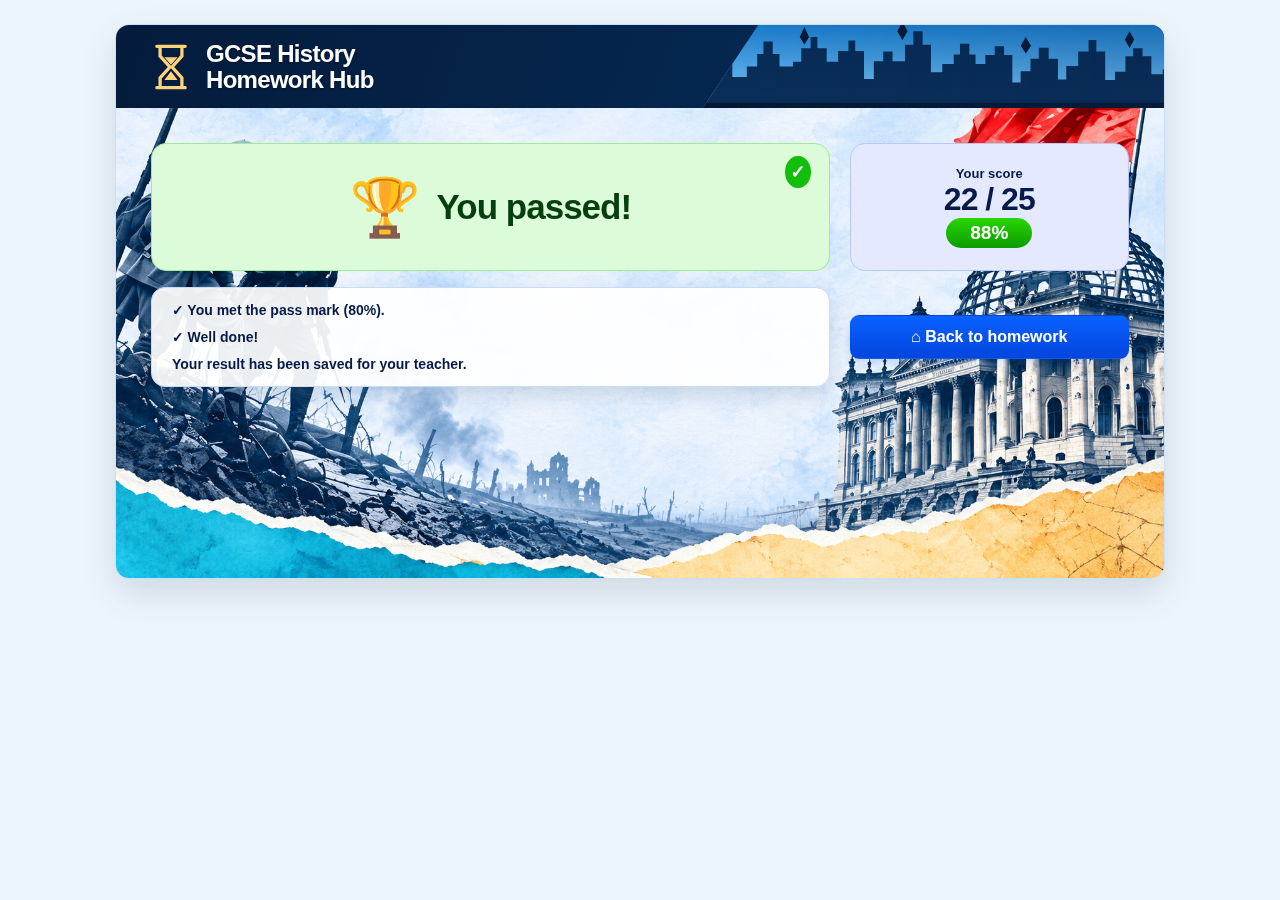 GCSE History
Homework Hub
You passed!
✓
Your score
22 / 25
88%
✓ You met the pass mark (80%).
✓ Well done!
Your result has been saved for your teacher.
⌂ Back to homework